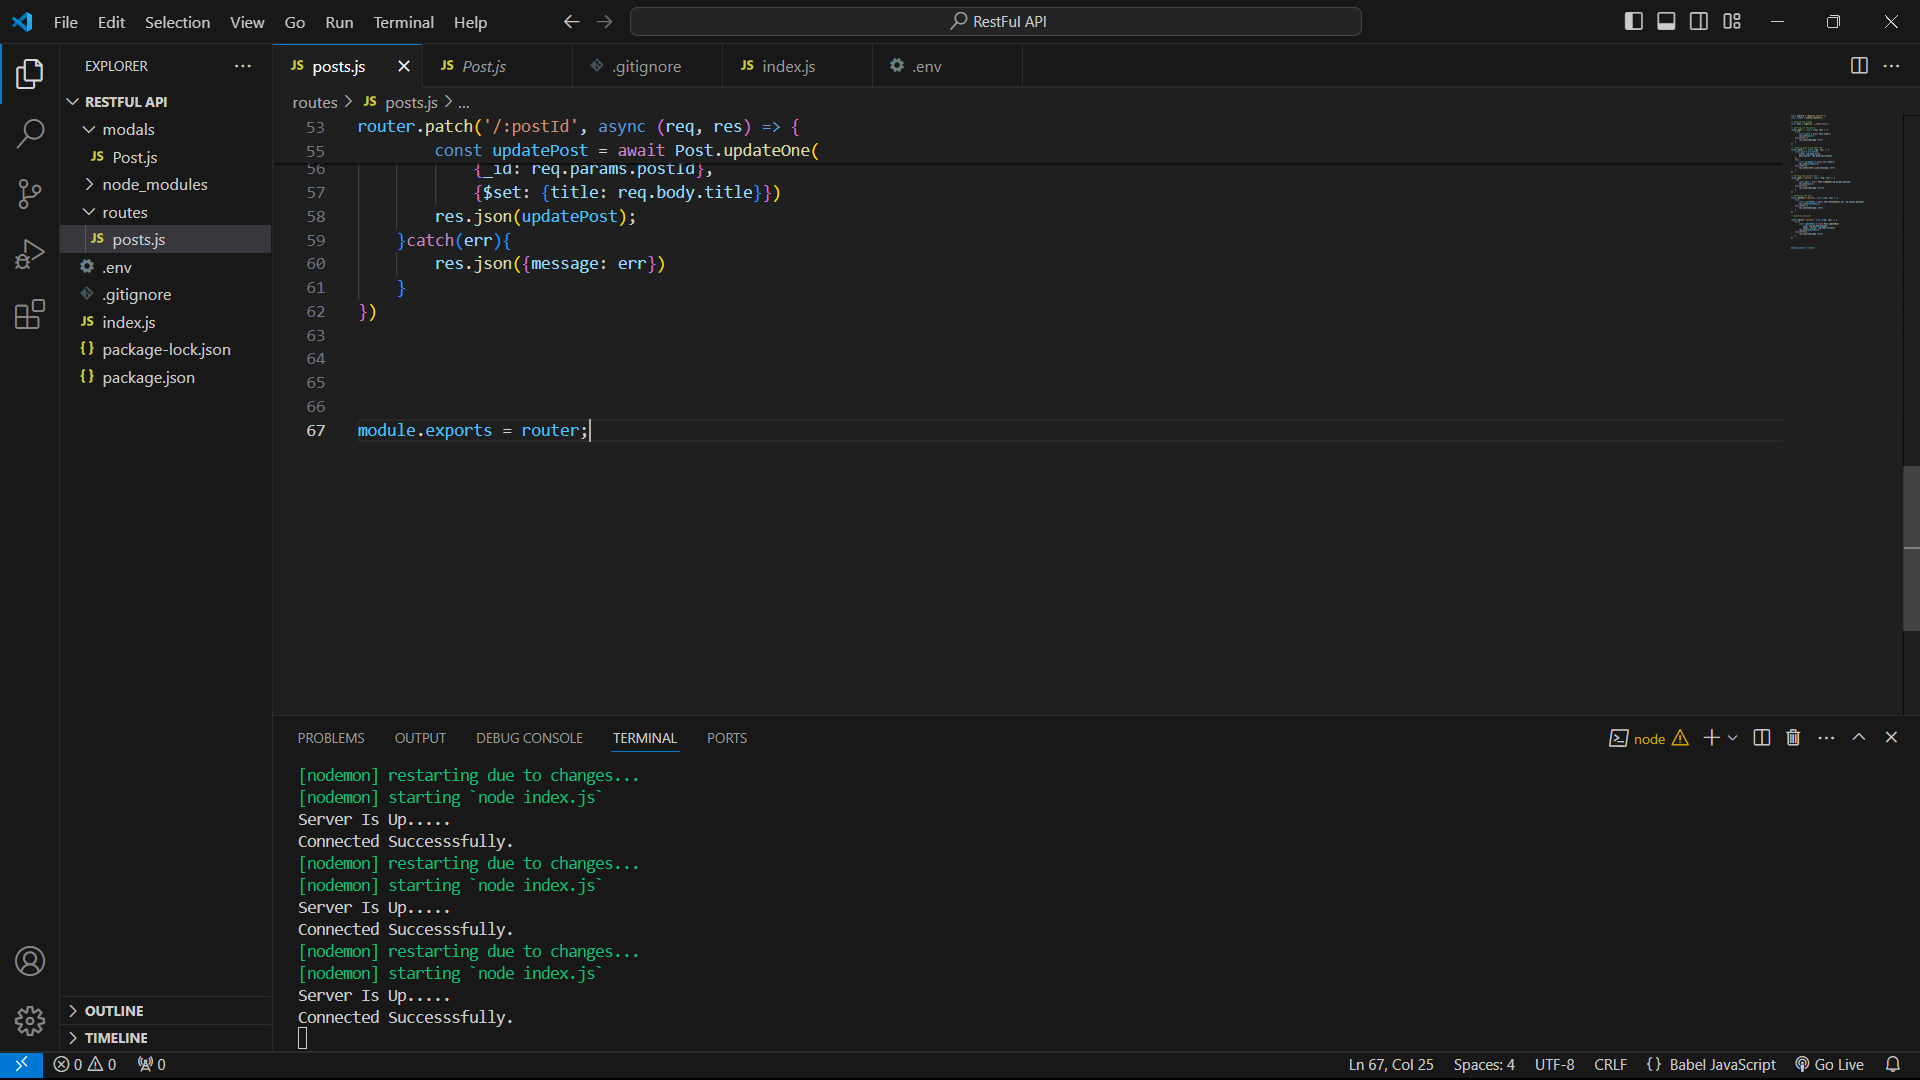 File Edit Selection View Go Run Terminal Help
RestFul API
EXPLORER
RESTFUL API
modals
JS Post.js
node_modules
routes
JS posts.js
.env
.gitignore
JS index.js
{} package-lock.json
{} package.json
OUTLINE
TIMELINE
JS posts.js
JS Post.js
.gitignore
JS index.js
.env
routes > JS posts.js > ...
53 router.patch('/:postId', async (req, res) => {
55 const updatePost = await Post.updateOne(
56 {_id: req.params.postId},
57 {$set: {title: req.body.title}})
58 res.json(updatePost);
59 }catch(err){
60 res.json({message: err})
61 }
62 })
63
64
65
66
67 module.exports = router;
PROBLEMS OUTPUT DEBUG CONSOLE TERMINAL PORTS
node
[nodemon] restarting due to changes...
[nodemon] starting `node index.js`
Server Is Up.....
Connected Successsfully.
[nodemon] restarting due to changes...
[nodemon] starting `node index.js`
Server Is Up.....
Connected Successsfully.
[nodemon] restarting due to changes...
[nodemon] starting `node index.js`
Server Is Up.....
Connected Successsfully.
0 0 0
Ln 67, Col 25 Spaces: 4 UTF-8 CRLF {} Babel JavaScript Go Live